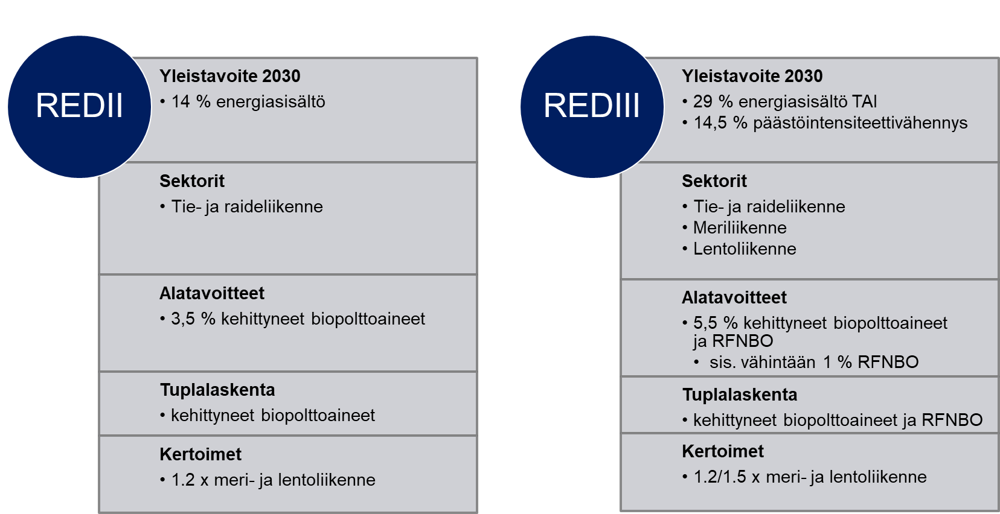 REDII
Yleistavoite 2030
• 14 % energiasisältö
Sektorit
• Tie- ja raideliikenne
Alatavoitteet
• 3,5 % kehittyneet biopolttoaineet
Tuplalaskenta
• kehittyneet biopolttoaineet
Kertoimet
• 1.2 x meri- ja lentoliikenne
REDIII
Yleistavoite 2030
• 29 % energiasisältö TAI
• 14,5 % päästöintensiteettivähennys
Sektorit
• Tie- ja raideliikenne
• Meriliikenne
• Lentoliikenne
Alatavoitteet
• 5,5 % kehittyneet biopolttoaineet
ja RFNBO
• sis. vähintään 1 % RFNBO
Tuplalaskenta
• kehittyneet biopolttoaineet ja RFNBO
Kertoimet
• 1.2/1.5 x meri- ja lentoliikenne